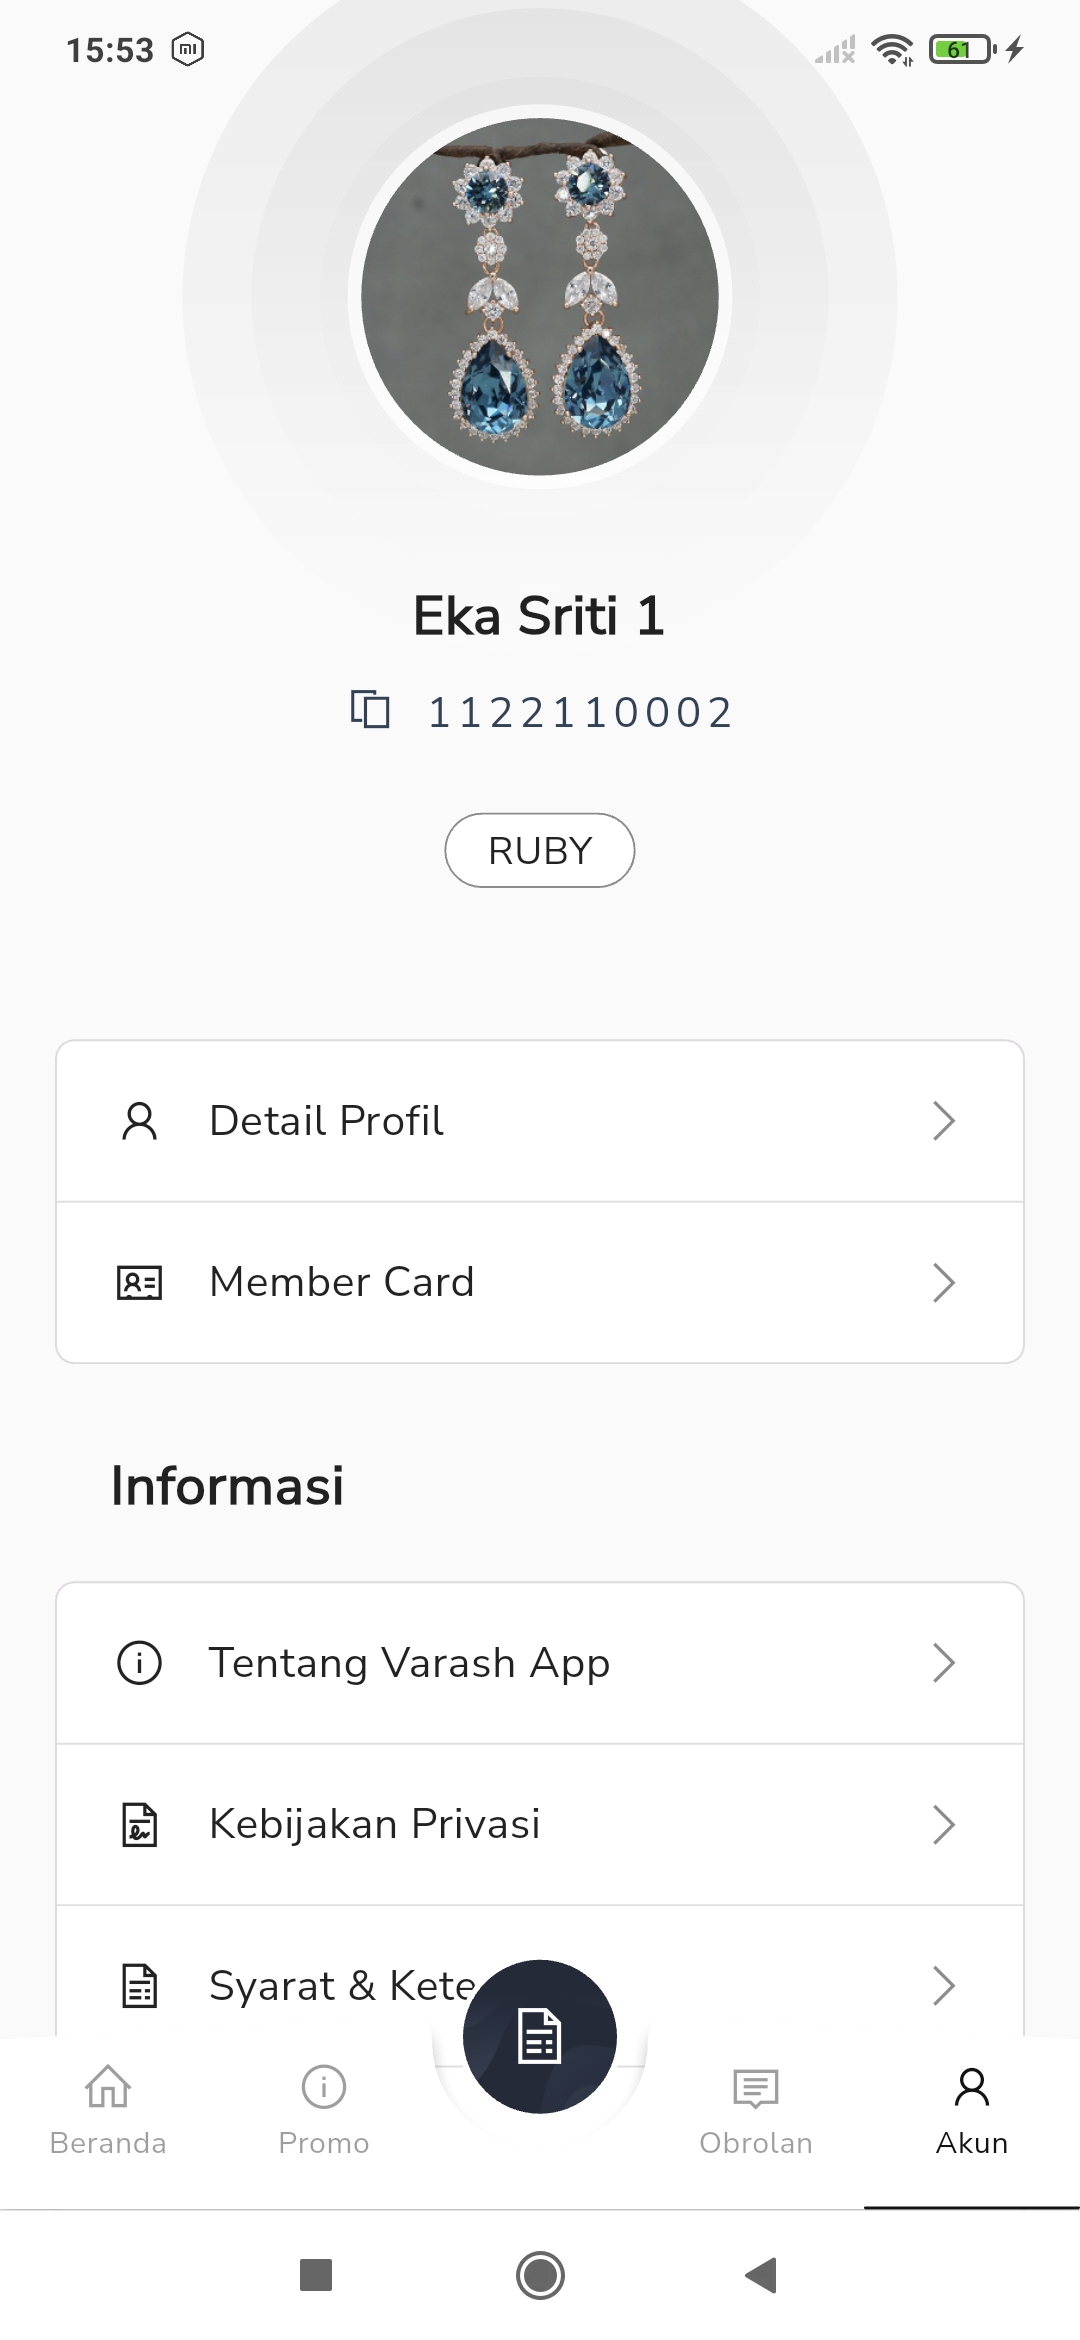 15:53
61
Eka Sriti 1
1122110002
RUBY
Detail Profil
Member Card
Informasi
Tentang Varash App
Kebijakan Privasi
Syarat & Kete
Beranda
Promo
Obrolan
Akun